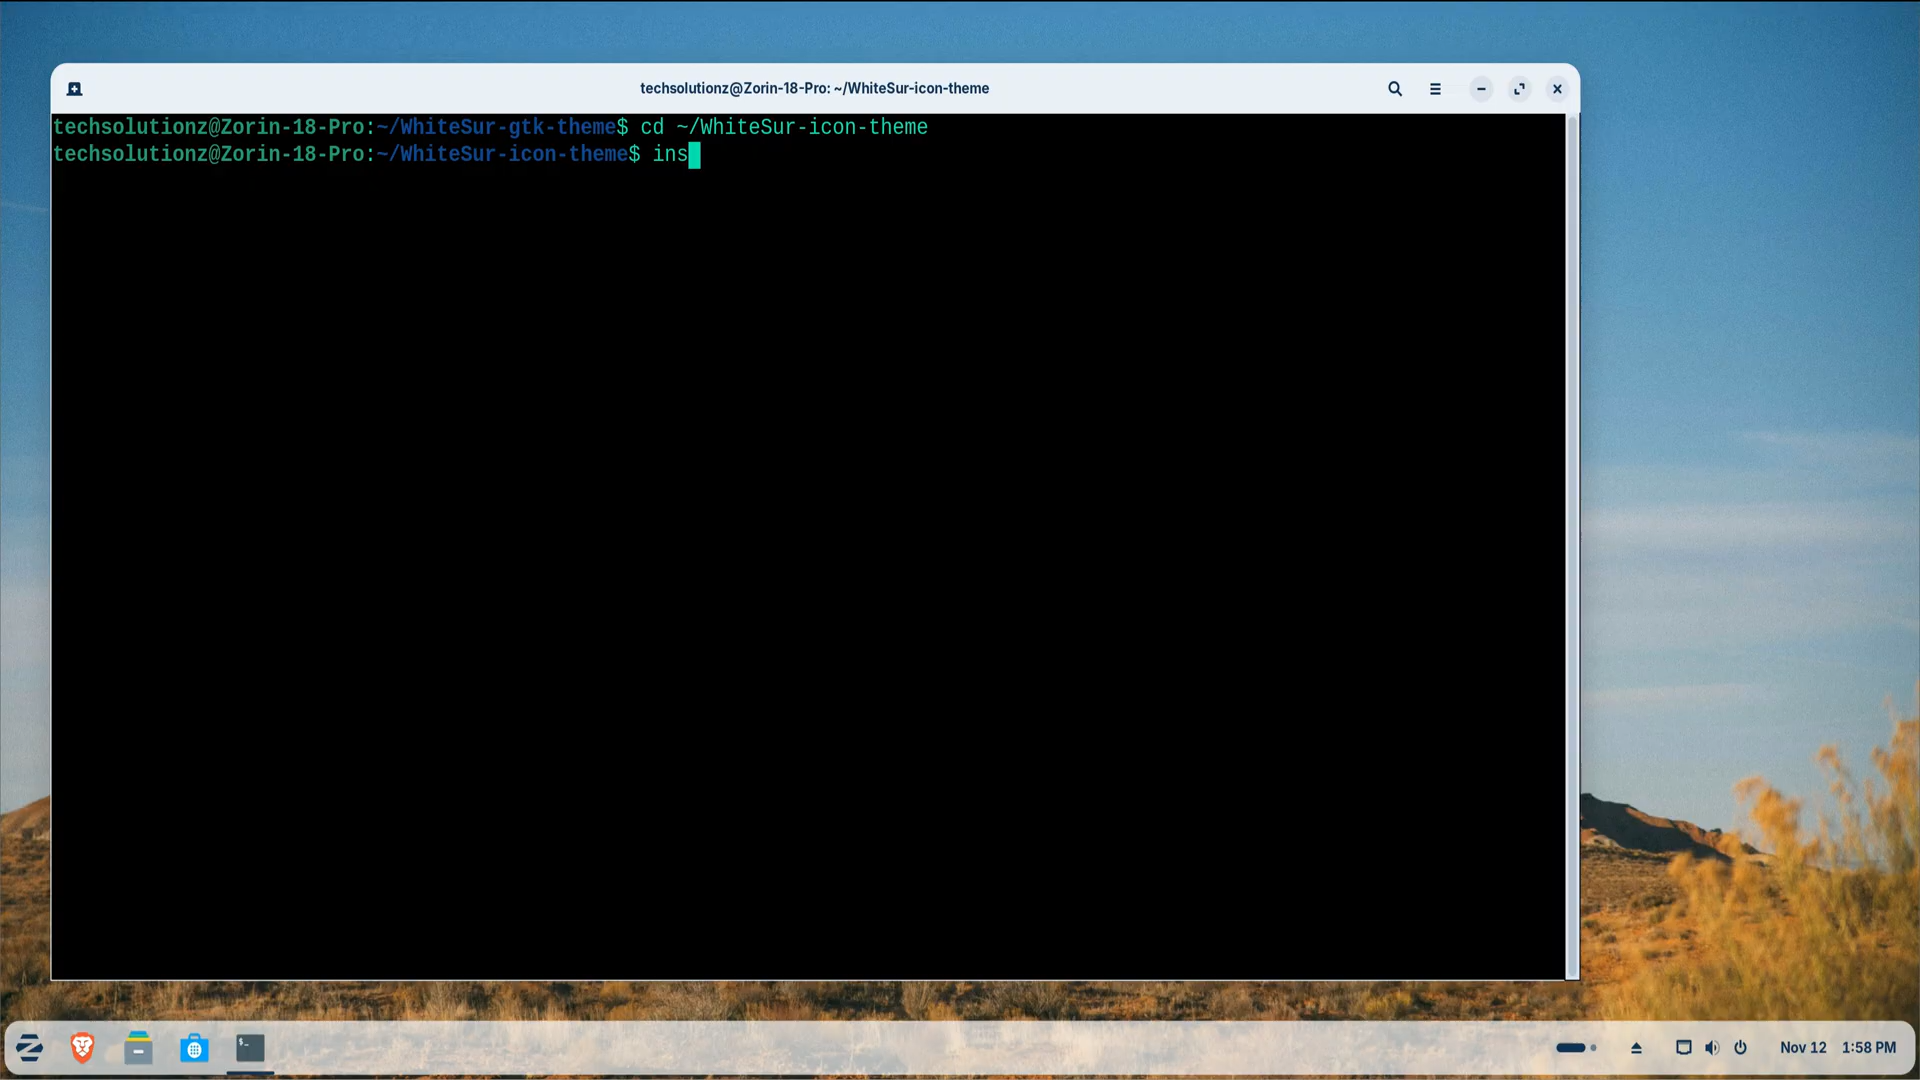 techsolutionz@Zorin-18-Pro: ~/WhiteSur-icon-theme
techsolutionz@Zorin-18-Pro:~/WhiteSur-gtk-theme$ cd ~/WhiteSur-icon-theme
techsolutionz@Zorin-18-Pro:~/WhiteSur-icon-theme$ ins
$_
Nov 12 1:58 PM